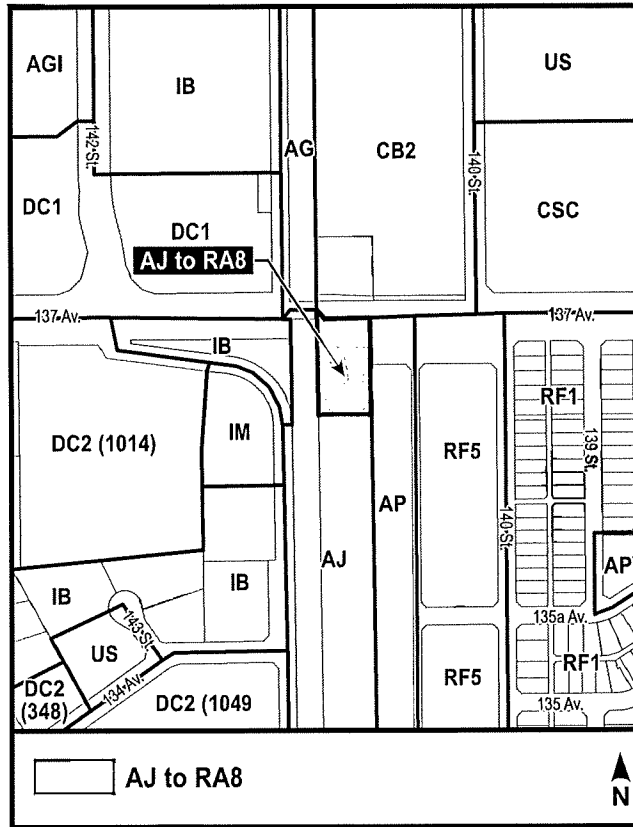 AGI
IB
US
142 St.
AG
CB2
140 St.
DC1
DC1
CSC
AJ to RA8
137 Av.
137 Av.
IB
RF1
DC2 (1014)
IM
RF5
139 St.
AP
140 St.
AJ
AP
IB
IB
135a Av.
143 St.
US
RF1
134 Av.
RF5
DC2
(348)
DC2 (1049
135 Av.
AJ to RA8
N